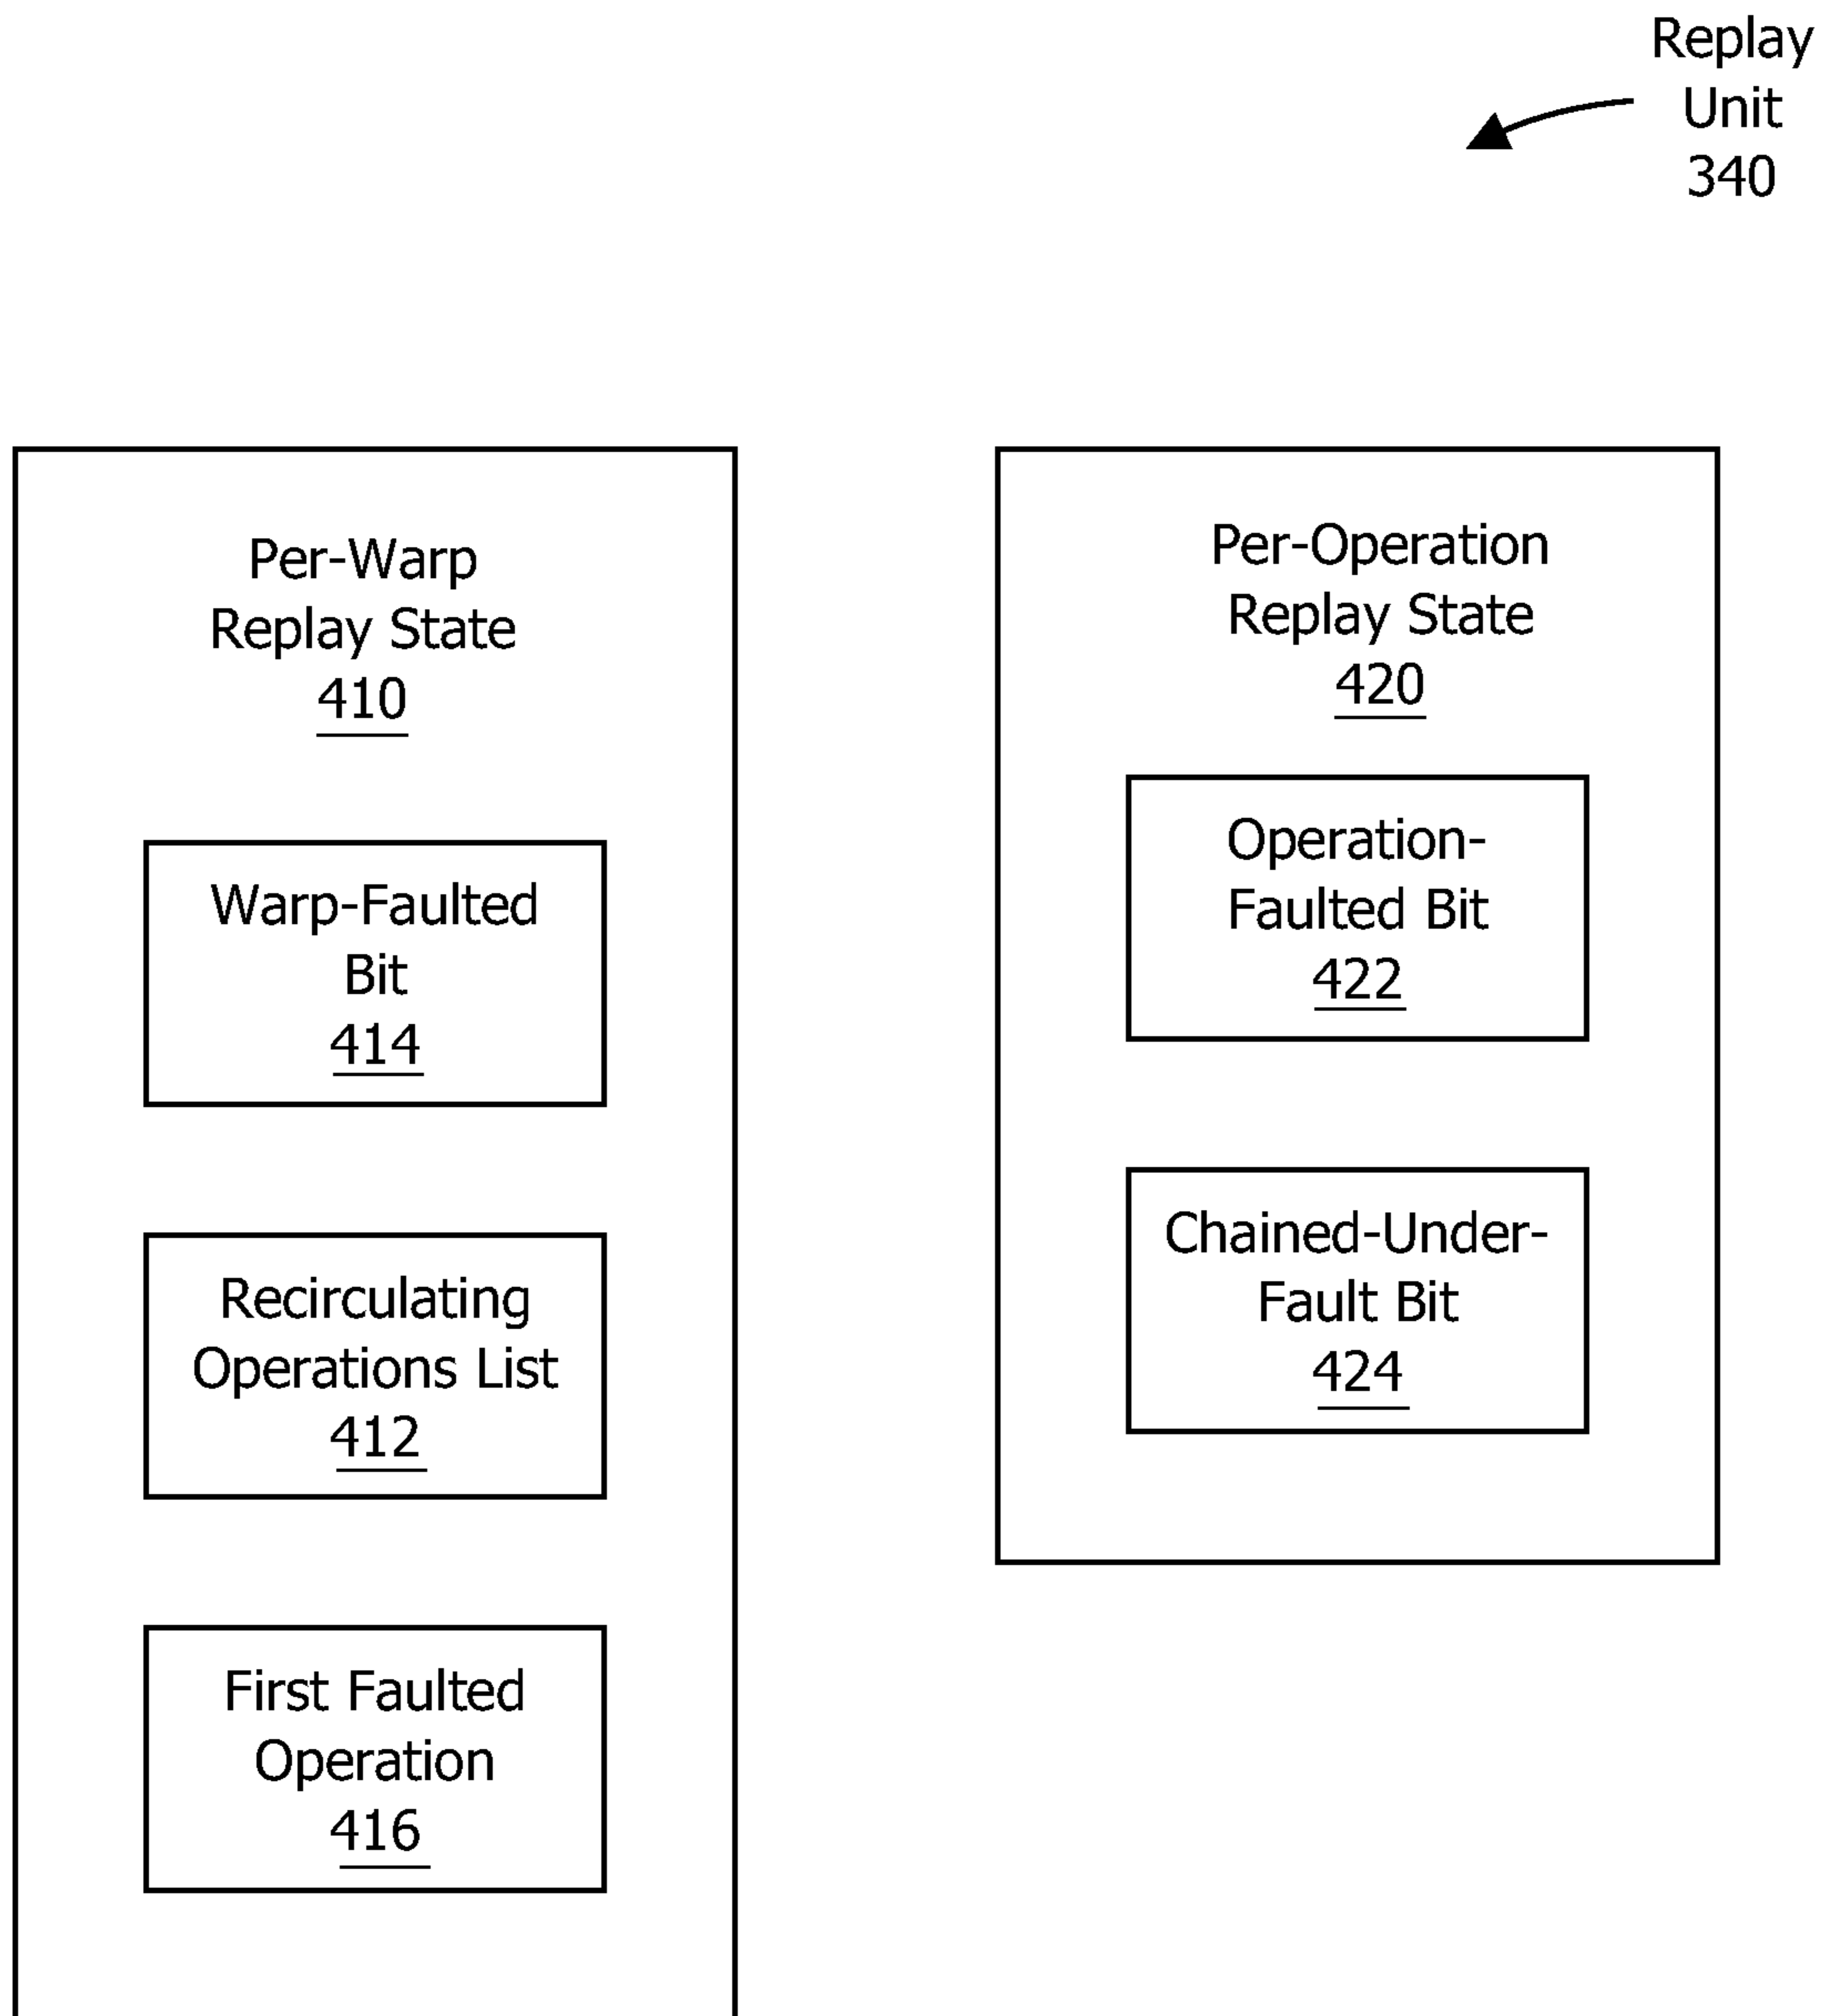 Replay
Unit
340
Per-Warp
Replay State
410
Warp-Faulted
Bit
414
Recirculating
Operations List
412
First Faulted
Operation
416
Per-Operation
Replay State
420
Operation-
Faulted Bit
422
Chained-Under-
Fault Bit
424